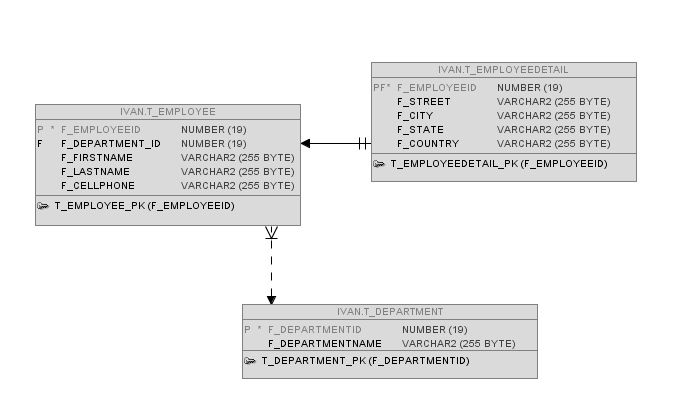 IVAN.T_EMPLOYEE
P * F_EMPLOYEEID NUMBER (19)
F F_DEPARTMENT_ID NUMBER (19)
F_FIRSTNAME VARCHAR2 (255 BYTE)
F_LASTNAME VARCHAR2 (255 BYTE)
F_CELLPHONE VARCHAR2 (255 BYTE)
T_EMPLOYEE_PK (F_EMPLOYEEID)
IVAN.T_EMPLOYEEDETAIL
PF* F_EMPLOYEEID NUMBER (19)
F_STREET VARCHAR2 (255 BYTE)
F_CITY VARCHAR2 (255 BYTE)
F_STATE VARCHAR2 (255 BYTE)
F_COUNTRY VARCHAR2 (255 BYTE)
T_EMPLOYEEDETAIL_PK (F_EMPLOYEEID)
IVAN.T_DEPARTMENT
P * F_DEPARTMENTID NUMBER (19)
F_DEPARTMENTNAME VARCHAR2 (255 BYTE)
T_DEPARTMENT_PK (F_DEPARTMENTID)